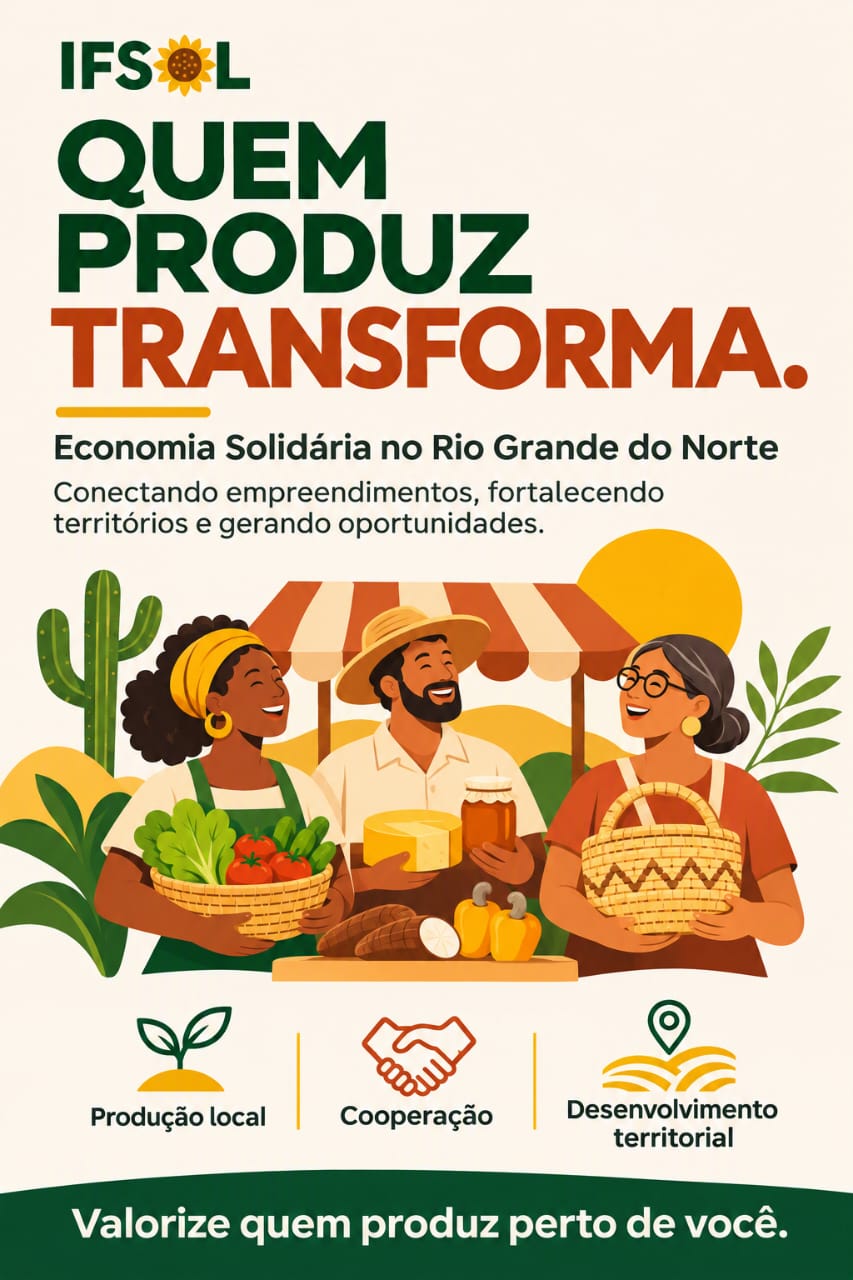 IFSOL
QUEM
PRODUZ
TRANSFORMA.
Economia Solidária no Rio Grande do Norte
Conectando empreendimentos, fortalecendo
territórios e gerando oportunidades.
Produção local
Cooperação
Desenvolvimento
territorial
Valorize quem produz perto de você.